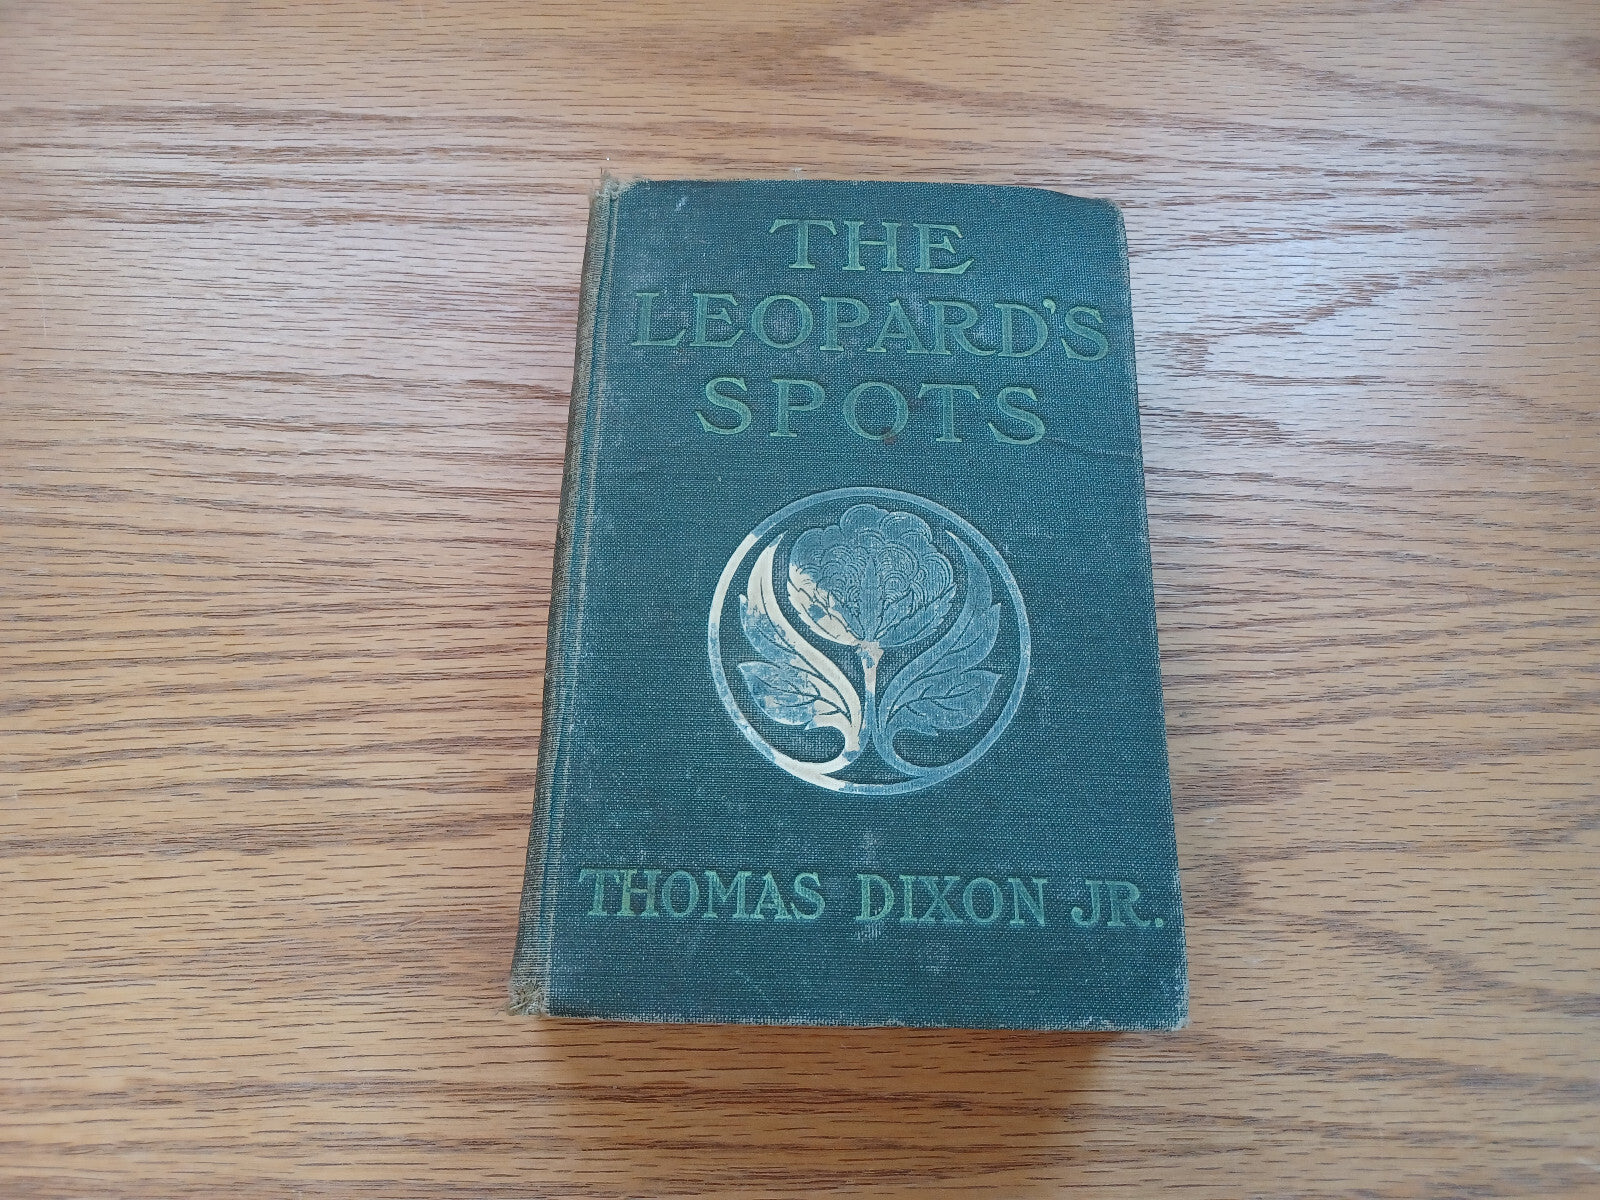 THE
LEOPARD'S
SPOTS
THOMAS DIXON JR.